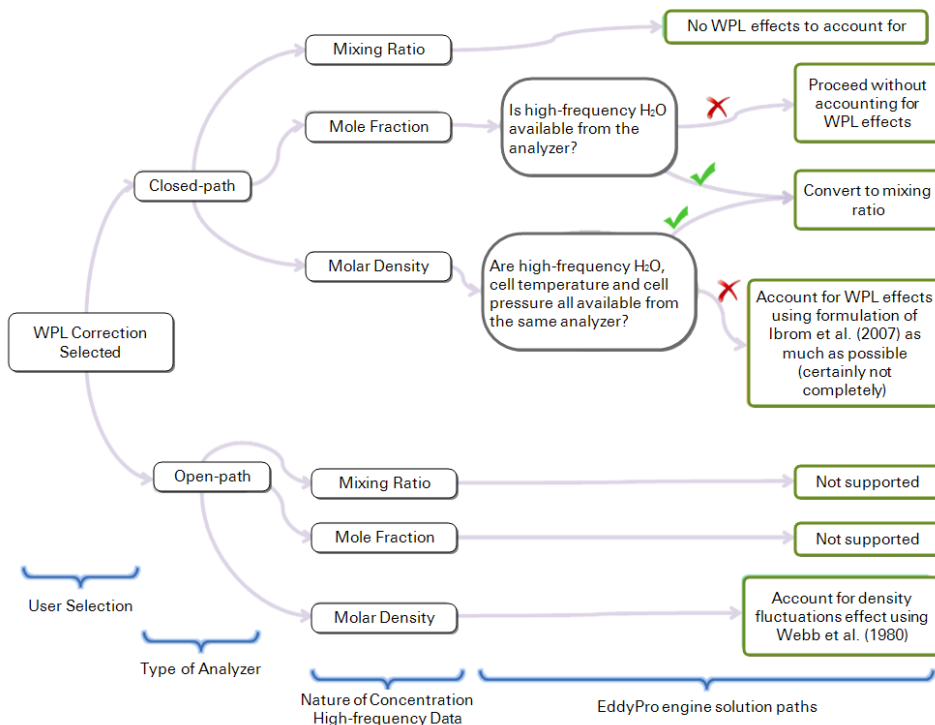 No WPL effects to account for
Mixing Ratio
Proceed without
accounting for
WPL effects
Is high-frequency H₂O
available from the
analyzer?
Mole Fraction
Closed-path
Convert to mixing
ratio
Molar Density
Are high-frequency H₂O,
cell temperature and cell
pressure all available from
the same analyzer?
Account for WPL effects
using formulation of
Ibrom et al. (2007) as
much as possible
(certainly not
completely)
WPL Correction
Selected
Open-path
Mixing Ratio
Not supported
Mole Fraction
Not supported
Molar Density
Account for density
fluctuations effect using
Webb et al. (1980)
User Selection
Type of Analyzer
Nature of Concentration
High-frequency Data
EddyPro engine solution paths